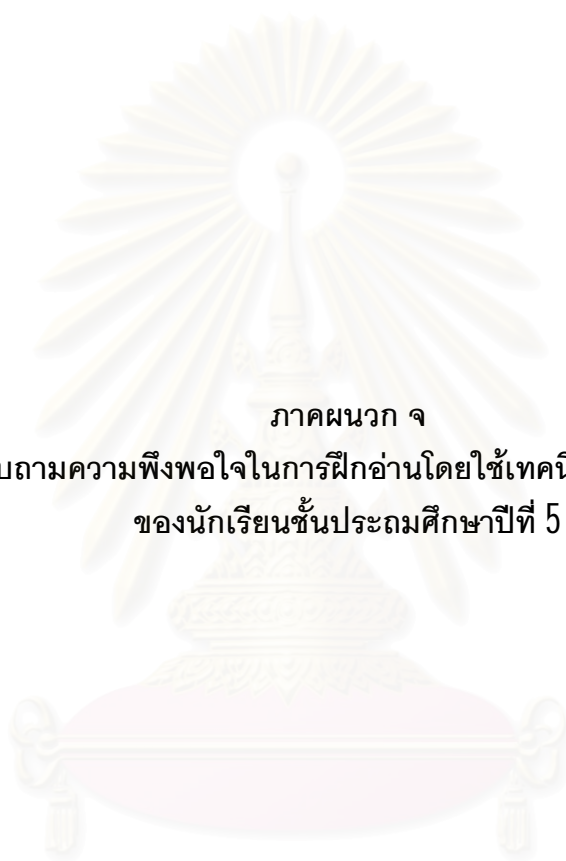 ภาคผนวก จ
บถามความพึงพอใจในการฝึกอ่านโดยใช้เทคนิ
ของนักเรียนชั้นประถมศึกษาปีที่ 5